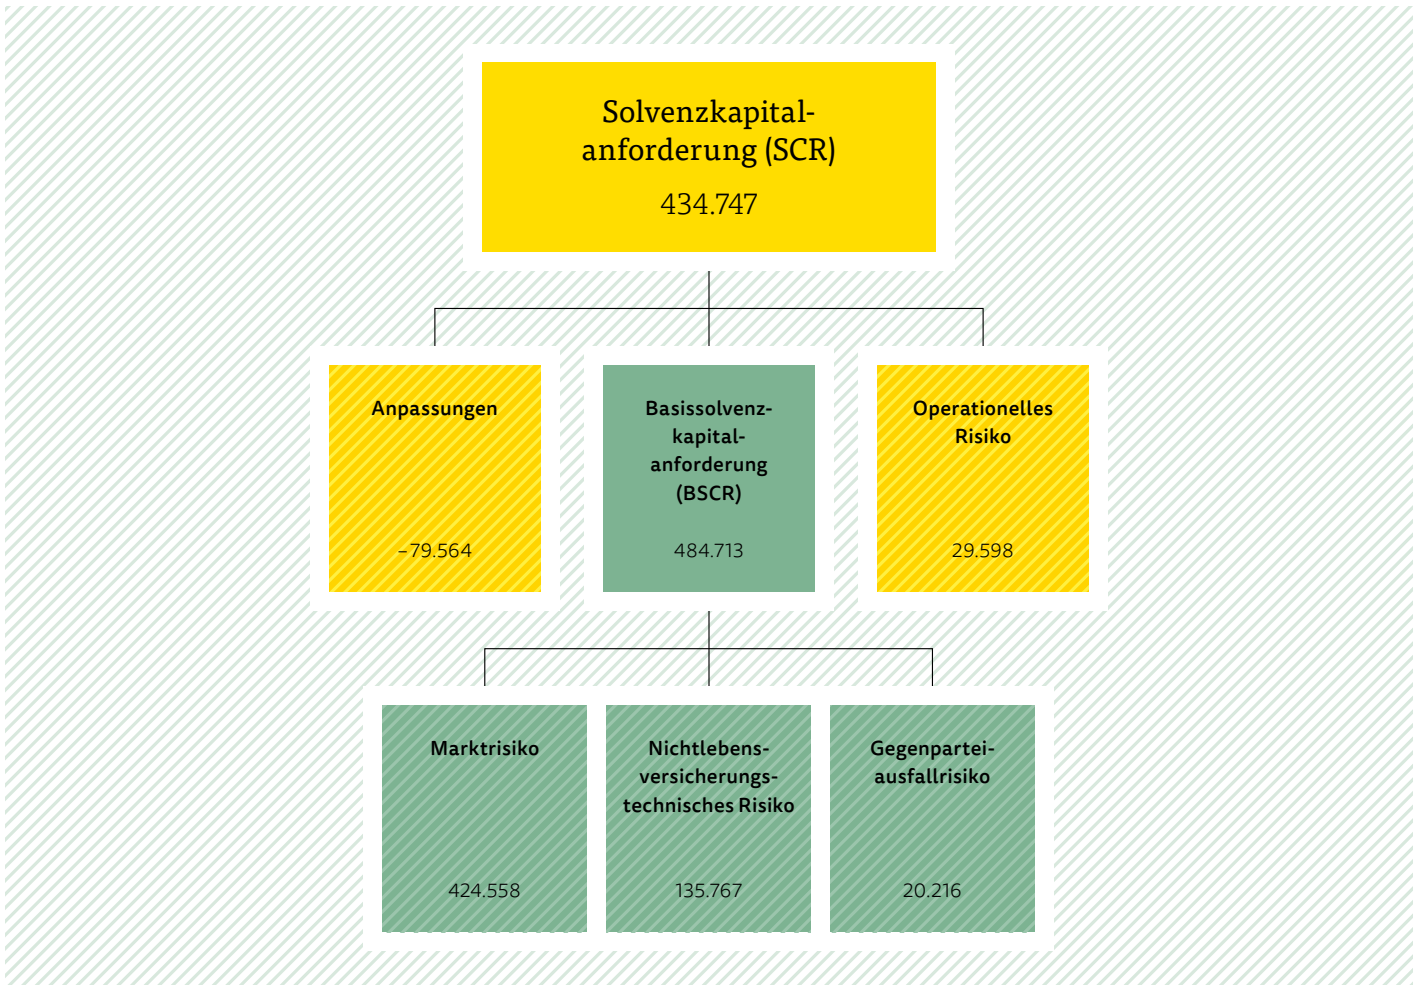 Solvenzkapital-
anforderung (SCR)
434.747
Anpassungen
–79.564
Basissolvenz-
kapital-
anforderung
(BSCR)
484.713
Operationelles
Risiko
29.598
Marktrisiko
424.558
Nichtlebens-
versicherungs-
technisches Risiko
135.767
Gegenpartei-
ausfallrisiko
20.216